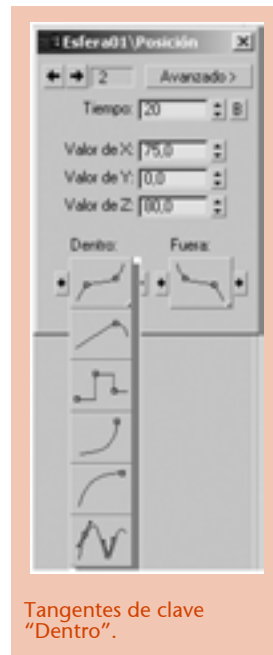 Esfera01\Posición
2 Avanzado >
Tiempo: 20 B
Valor de X: 75,0
Valor de Y: 0,0
Valor de Z: 80,0
Dentro: Fuera:
Tangentes de clave
“Dentro”.